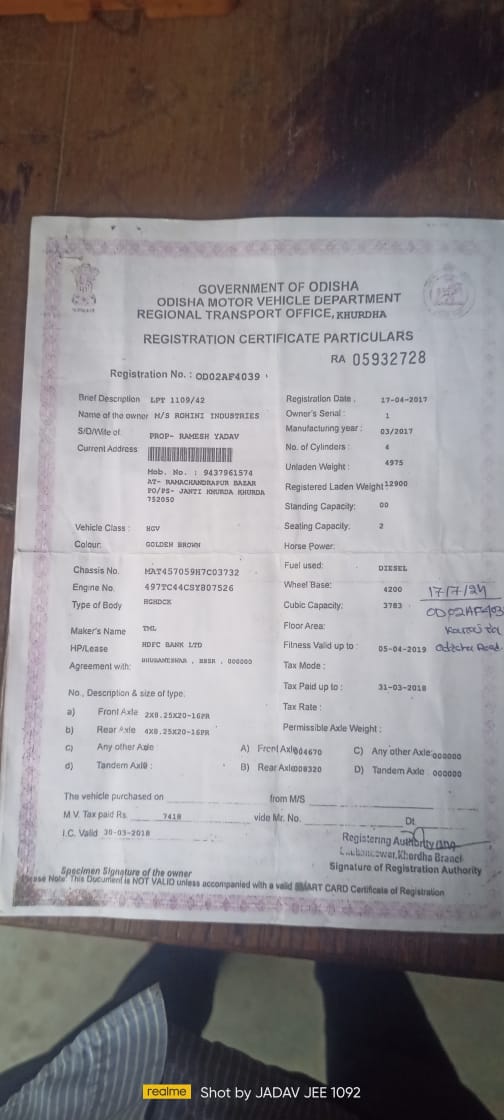 GOVERNMENT OF ODISHA
ODISHA MOTOR VEHICLE DEPARTMENT
REGIONAL TRANSPORT OFFICE, KHURDHA
REGISTRATION CERTIFICATE PARTICULARS
RA 05932728
Registration No. : OD02AF4039
Brief Description LPT 1109/42 Registration Date : 17-04-2017
Name of the owner M/S ROHINI INDUSTRIES Owner's Serial : 1
S/D/Wife of PROP- RAMESH YADAV Manufacturing year : 03/2017
Current Address No. of Cylinders : 4
Mob. No. : 9437961574 Unladen Weight : 4975
AT- RAMACHANDRAPUR BAZAR Registered Laden Weight 12900
PO/PS- JANTI KHURDA KHURDA
752050 Standing Capacity: 00
Vehicle Class : HGV Seating Capacity: 2
Colour: GOLDEN BROWN Horse Power:
Chassis No. MAT457059H7C03732 Fuel used: DIESEL
Engine No. 497TC44CSY807526 Wheel Base: 4200
Type of Body HGHDCK Cubic Capacity: 3783
17/7/24
Maker's Name TML Floor Area:
HP/Lease HDFC BANK LTD Fitness Valid up to : 05-04-2019
Agreement with: BHUBANESWAR , BBSR , 000000 Tax Mode :
Tax Paid up to : 31-03-2018
No., Description & size of type:
a) Front Axle 2X8.25X20-16PR Tax Rate :
b) Rear Axle 4X8.25X20-16PR Permissible Axle Weight :
c) Any other Axle : A) Front Axle 004670 C) Any other Axle: 000000
d) Tandem Axle : B) Rear Axle 008320 D) Tandem Axle 000000
The vehicle purchased on from M/S
M.V. Tax paid Rs. 7418 vide Mr. No. Dt.
I.C. Valid 30-03-2018
Registering Authority
Khurdha
Specimen Signature of the owner Signature of Registration Authority
Please Note: This Document is NOT VALID unless accompanied with a valid SMART CARD Certificate of Registration
realme Shot by JADAV JEE 1092